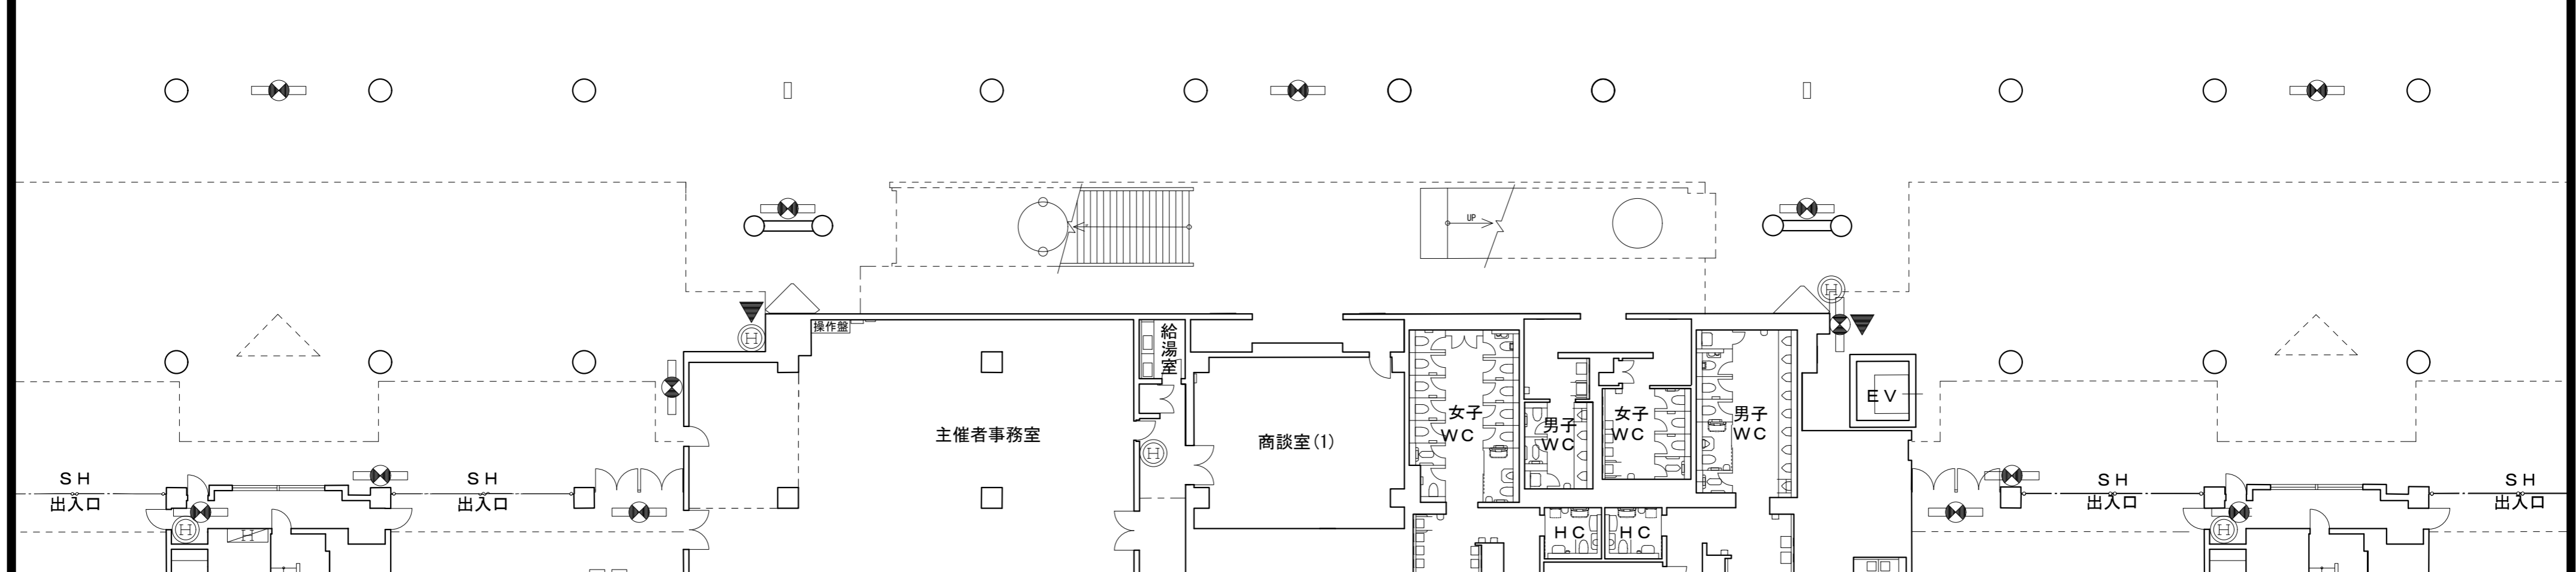 UP
H
操作盤
H
給湯室
EV
主催者事務室
H
商談室(1)
女子
WC
男子
WC
女子
WC
男子
WC
SH
出入口
SH
出入口
SH
出入口
SH
出入口
H
H
HC
HC
H